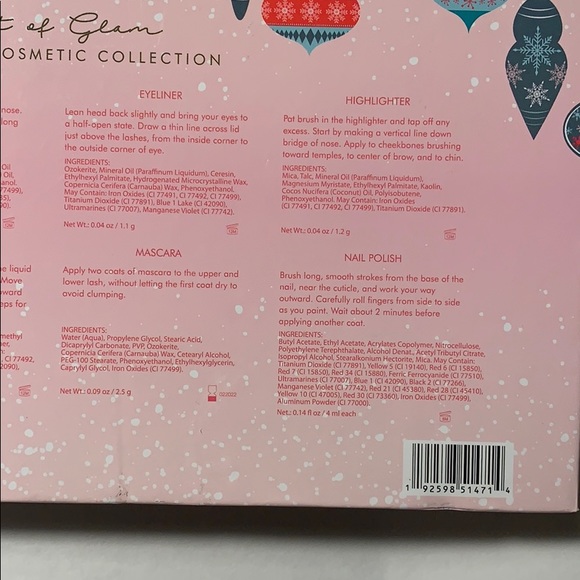 t of Glam
OSMETIC COLLECTION
nose.
long
Oil
77499).
EYELINER
Lean head back slightly and bring your eyes to
a half-open state. Draw a thin line across lid
just above the lashes, from the inside corner to
the outside corner of eye.
INGREDIENTS:
Ozokerite, Mineral Oil (Paraffinum Liquidum), Ceresin,
Ethylhexyl Palmitate, Hydrogenated Microcrystalline Wax,
Copernicia Cerifera (Carnauba) Wax, Phenoxyethanol.
May Contain: Iron Oxides (CI 77491, CI 77492, CI 77499),
Titanium Dioxide (CI 77891), Blue 1 Lake (CI 42090),
Ultramarines (CI 77007), Manganese Violet (CI 77742).
Net Wt.: 0.04 oz / 1.1 g
HIGHLIGHTER
Pat brush in the highlighter and tap off any
excess. Start by making a vertical line down
bridge of nose. Apply to cheekbones brushing
toward temples, to center of brow, and to chin.
INGREDIENTS:
Mica, Talc, Mineral Oil (Paraffinum Liquidum),
Magnesium Myristate, Ethylhexyl Palmitate, Kaolin,
Cocos Nucifera (Coconut) Oil, Polyisobutene,
Phenoxyethanol. May Contain: Iron Oxides
(CI 77491, CI 77492, CI 77499), Titanium Dioxide (CI 77891).
Net Wt.: 0.04 oz / 1.2 g
e liquid
Move
ward
eps for
methyl
CI 77492,
MASCARA
Apply two coats of mascara to the upper and
lower lash, without letting the first coat dry to
avoid clumping.
INGREDIENTS:
Water (Aqua), Propylene Glycol, Stearic Acid,
Dicaprylyl Carbonate, PVP, Ozokerite,
Copernicia Cerifera (Carnauba) Wax, Cetearyl Alcohol,
PEG-100 Stearate, Phenoxyethanol, Ethylhexylglycerin,
Caprylyl Glycol, Iron Oxides (CI 77499).
Net Wt.: 0.09 oz / 2.5 g
NAIL POLISH
Brush long, smooth strokes from the base of the
nail, near the cuticle, and work your way
outward. Carefully roll fingers from side to side
as you paint. Wait about 2 minutes before
applying another coat.
INGREDIENTS:
Butyl Acetate, Ethyl Acetate, Acrylates Copolymer, Nitrocellulose,
Polyethylene Terephthalate, Alcohol Denat., Acetyl Tributyl Citrate,
Isopropyl Alcohol, Stearalkonium Hectorite, Mica. May Contain:
Titanium Dioxide (CI 77891), Yellow 5 (CI 19140), Red 6 (CI 15850),
Red 7 (CI 15850), Red 34 (CI 15880), Ferric Ferrocyanide (CI 77510),
Ultramarines (CI 77007), Blue 1 (CI 42090), Black 2 (CI 77266),
Manganese Violet (CI 77742), Red 21 (CI 45380), Red 28 (CI 45410),
Yellow 10 (CI 47005), Red 30 (CI 73360), Iron Oxides (CI 77499),
Aluminum Powder (CI 77000).
Net.: 0.14 fl oz / 4 ml each
1 92598 51471 4